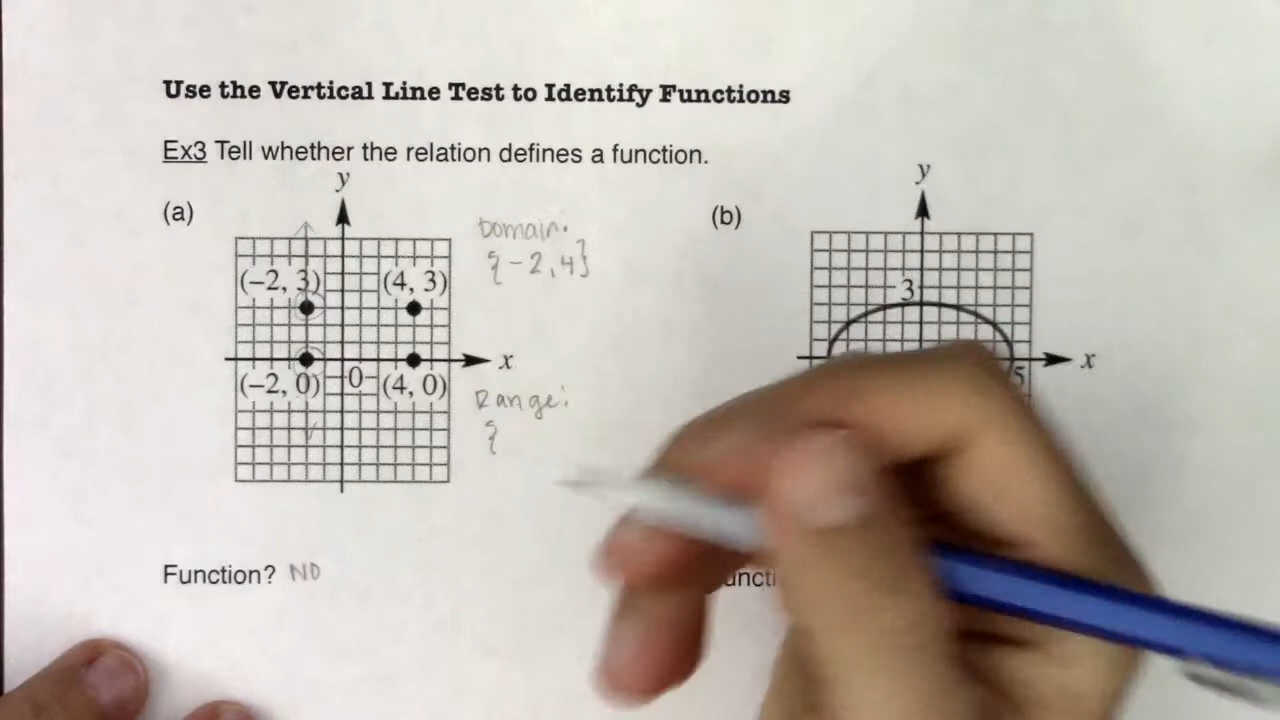 Use the Vertical Line Test to Identify Functions
Ex3 Tell whether the relation defines a function.
(a)
y
(−2, 3)
(4, 3)
x
0
(−2, 0)
(4, 0)
Domain:
{-2,4}
Range:
{
Function? NO
(b)
y
3
x
5